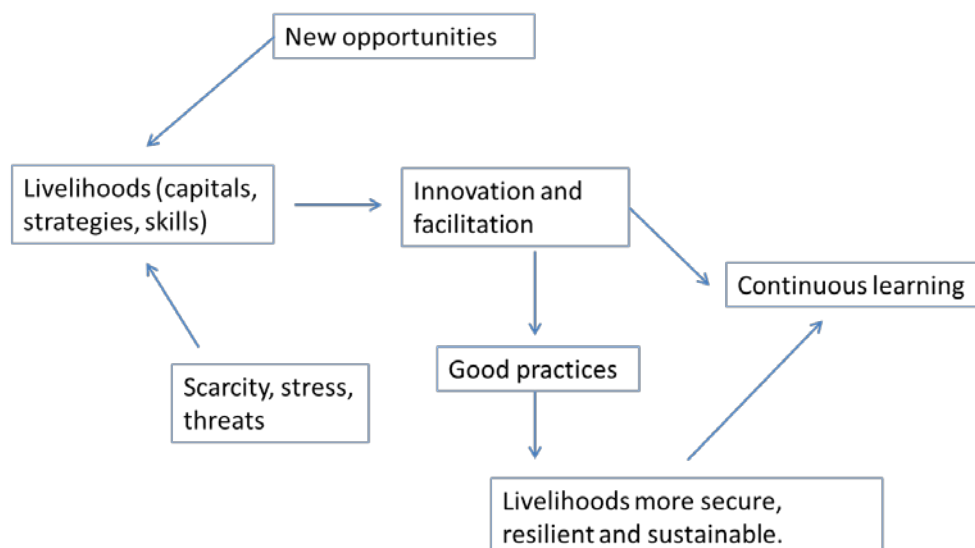 New opportunities
Livelihoods (capitals,
strategies, skills)
Innovation and
facilitation
Continuous learning
Good practices
Scarcity, stress,
threats
Livelihoods more secure,
resilient and sustainable.